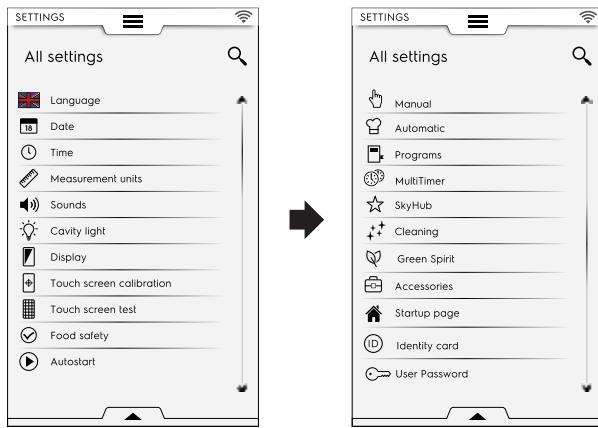 SETTINGS
All settings
Language
18 Date
Time
Measurement units
Sounds
Cavity light
Display
Touch screen calibration
Touch screen test
Food safety
Autostart
SETTINGS
All settings
Manual
Automatic
Programs
MultiTimer
SkyHub
Cleaning
Green Spirit
Accessories
Startup page
ID Identity card
User Password